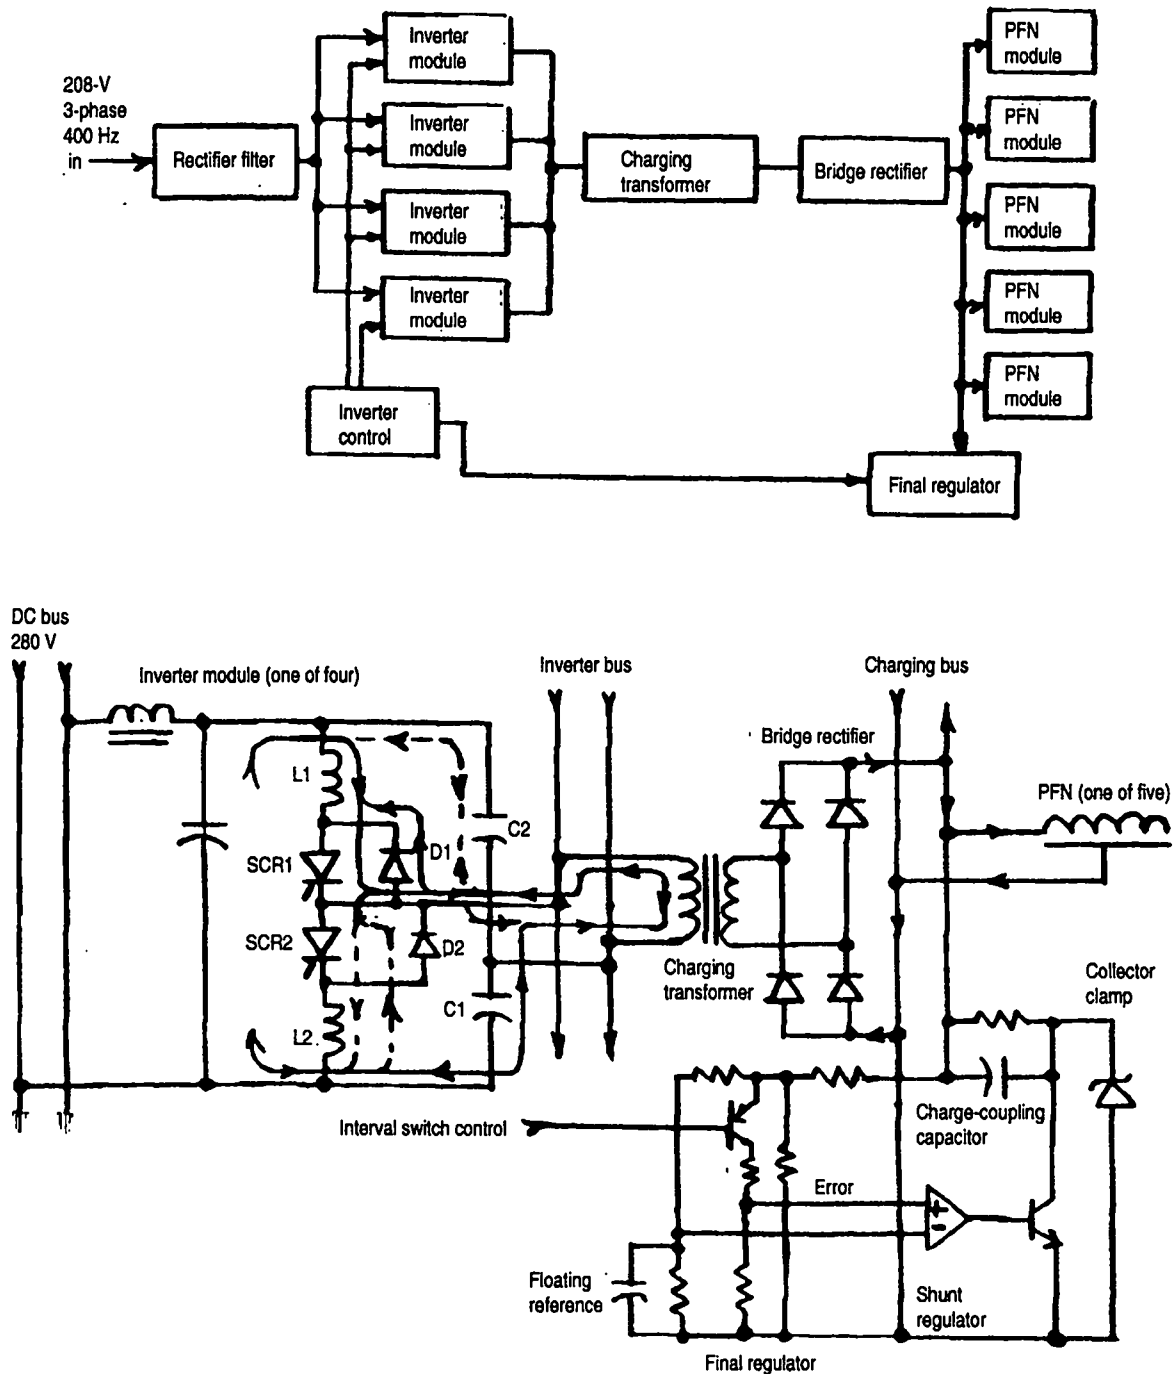 208-V
3-phase
400 Hz
in
Rectifier filter
Inverter
module
Inverter
module
Inverter
module
Inverter
module
Inverter
control
Charging
transformer
Bridge rectifier
PFN
module
PFN
module
PFN
module
PFN
module
PFN
module
Final regulator
DC bus
280 V
Inverter module (one of four)
Inverter bus
Charging bus
Bridge rectifier
PFN (one of five)
L1
C2
D1
SCR1
SCR2
D2
C1
L2
Charging
transformer
Collector
clamp
Charge-coupling
capacitor
Interval switch control
Error
+
-
Floating
reference
Shunt
regulator
Final regulator